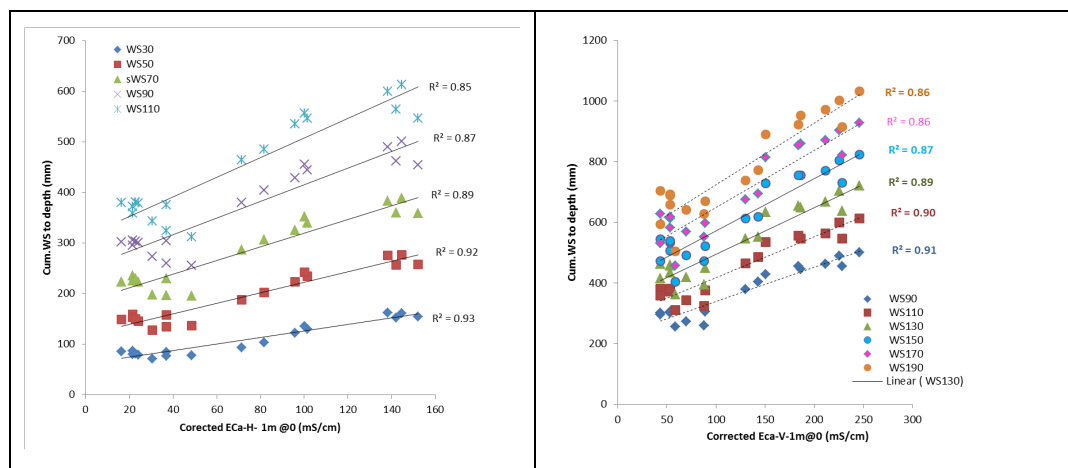 700
600
500
400
300
200
100
0
0 20 40 60 80 100 120 140 160
Cum.WS to depth (mm)
Corected ECa-H- 1m @0 (mS/cm)
WS30
WS50
sWS70
WS90
WS110
R² = 0.85
R² = 0.87
R² = 0.89
R² = 0.92
R² = 0.93
1200
1000
800
600
400
200
0
0 50 100 150 200 250 300
Cum.WS to depth (mm)
Corrected Eca-V-1m@0 (mS/cm)
R² = 0.86
R² = 0.86
R² = 0.87
R² = 0.89
R² = 0.90
R² = 0.91
WS90
WS110
WS130
WS150
WS170
WS190
Linear ( WS130)